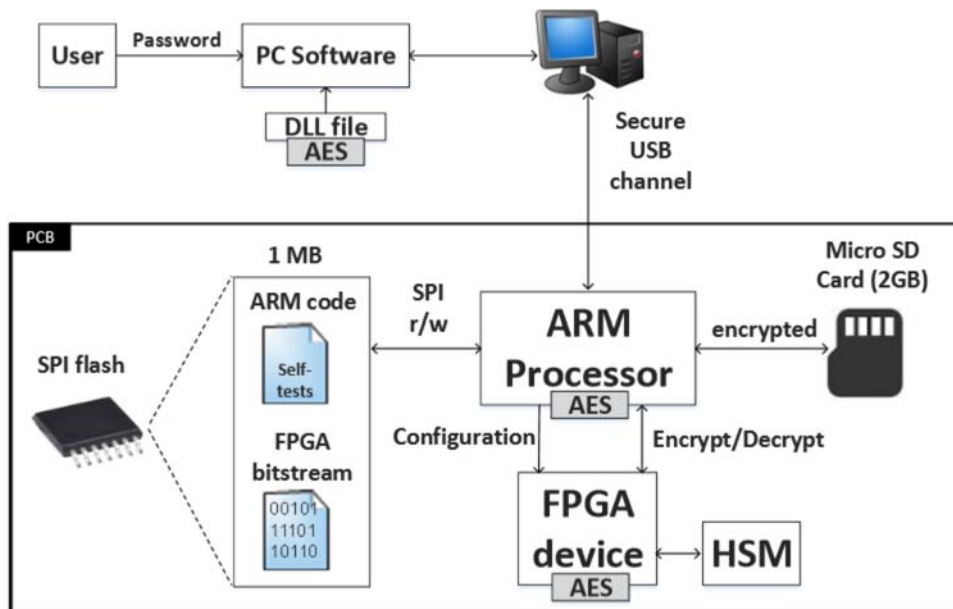 User
Password
PC Software
DLL file
AES
Secure
USB
channel
PCB
1 MB
ARM code
Self-
tests
FPGA
bitstream
00101
11101
10110
SPI flash
SPI
r/w
ARM
Processor
AES
encrypted
Micro SD
Card (2GB)
Configuration
Encrypt/Decrypt
FPGA
device
AES
HSM